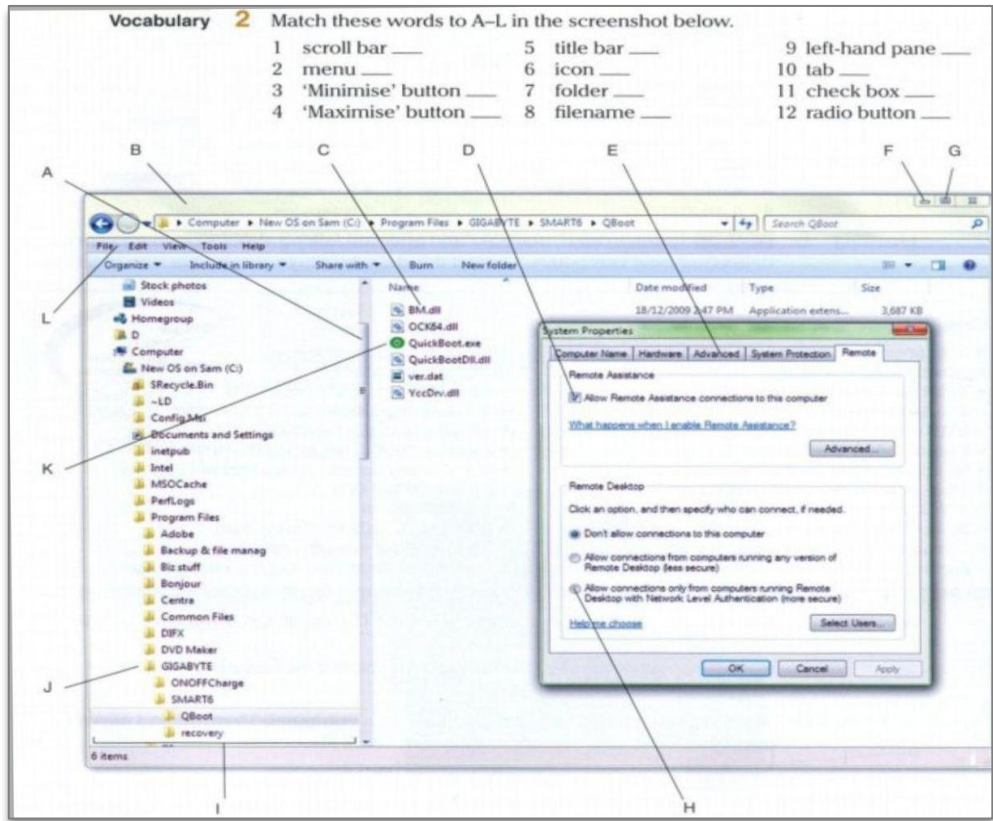 Vocabulary 2 Match these words to A–L in the screenshot below.
1 scroll bar ___ 5 title bar ___ 9 left-hand pane ___
2 menu ___ 6 icon ___ 10 tab ___
3 ‘Minimise’ button ___ 7 folder ___ 11 check box ___
4 ‘Maximise’ button ___ 8 filename ___ 12 radio button ___
A B C D E F G
Computer New OS on Sam (C:) Program Files GIGABYTE SMART6 QBoot Search QBoot
File Edit View Tools Help
Organize Include in library Share with Burn New folder
Stock photos
Videos
Homegroup
D
Computer
New OS on Sam (C:)
SRecycle.Bin
~LD
Config.Msi
Documents and Settings
inetpub
Intel
MSOCache
PerfLogs
Program Files
Adobe
Backup & file manag
Biz stuff
Bonjour
Centra
Common Files
DIFX
DVD Maker
GIGABYTE
ONOFFCharge
SMART6
QBoot
recovery
6 items
Name Date modified Type Size
BM.dll 18/12/2009 2:47 PM Application extens... 3,687 KB
OCK64.dll
QuickBoot.exe
QuickBootDll.dll
ver.dat
YccDrv.dll
System Properties
Computer Name Hardware Advanced System Protection Remote
Remote Assistance
Allow Remote Assistance connections to this computer
What happens when I enable Remote Assistance?
Advanced...
Remote Desktop
Click an option, and then specify who can connect, if needed.
Don't allow connections to this computer
Allow connections from computers running any version of
Remote Desktop (less secure)
Allow connections only from computers running Remote
Desktop with Network Level Authentication (more secure)
Help me choose Select Users...
OK Cancel Apply
L
K
J
I
H